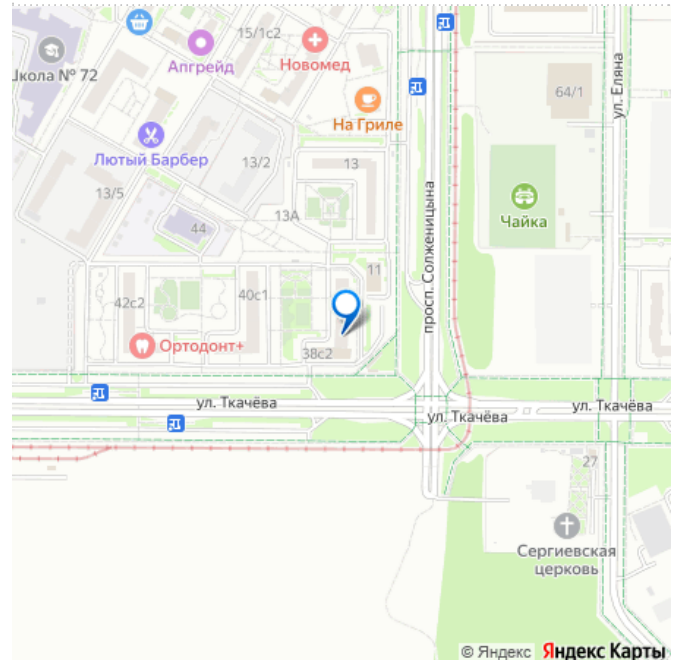 15/1с2
Школа № 72
Апгрейд
Новомед
64/1
ул. Еляна
На Гриле
Лютый Барбер
13/2
13
13/5
Чайка
13А
44
просп. Солженицына
11
42с2
40с1
Ортодонт+
38с2
ул. Ткачёва
ул. Ткачёва
ул. Ткачёва
27
Сергиевская
церковь
© Яндекс Яндекс Карты